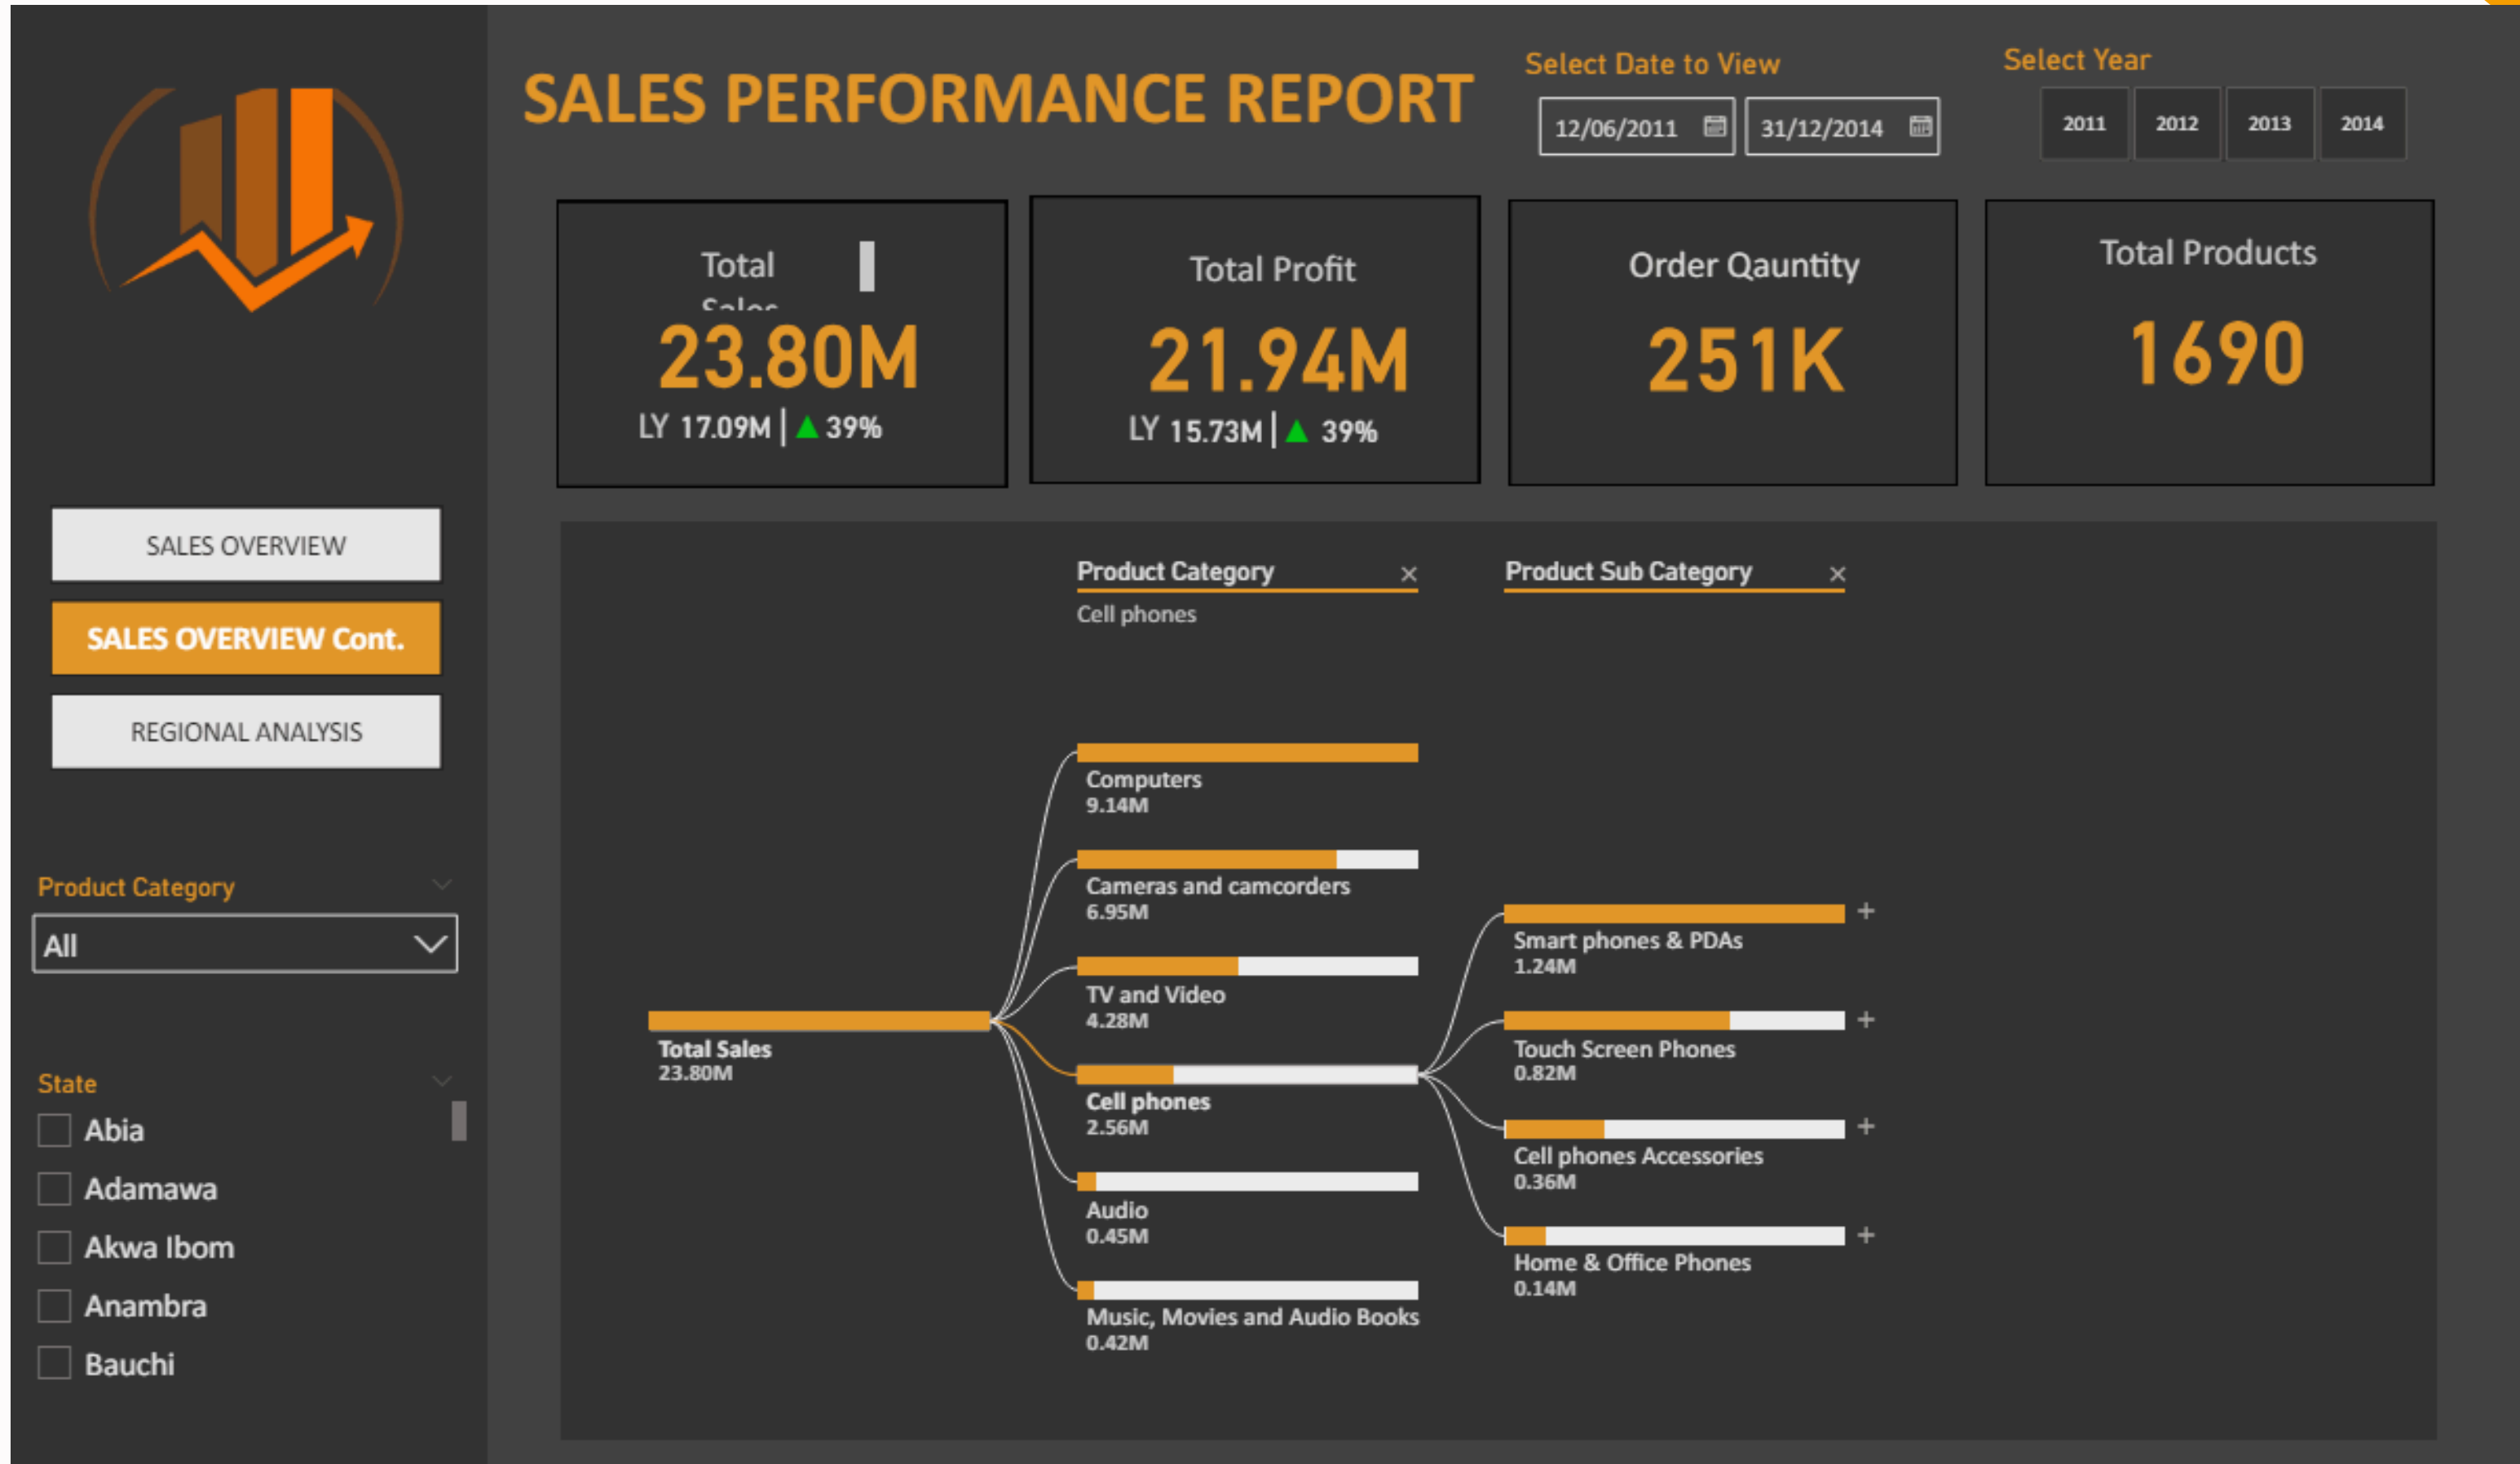 SALES PERFORMANCE REPORT
Select Date to View
12/06/2011
31/12/2014
Select Year
2011
2012
2013
2014
Total
Sales
23.80M
LY 17.09M | ▲ 39%
Total Profit
21.94M
LY 15.73M | ▲ 39%
Order Qauntity
251K
Total Products
1690
SALES OVERVIEW
SALES OVERVIEW Cont.
REGIONAL ANALYSIS
Product Category
All
State
Abia
Adamawa
Akwa Ibom
Anambra
Bauchi
Product Category ×
Cell phones
Product Sub Category ×
Total Sales
23.80M
Computers
9.14M
Cameras and camcorders
6.95M
TV and Video
4.28M
Cell phones
2.56M
Audio
0.45M
Music, Movies and Audio Books
0.42M
Smart phones & PDAs
1.24M
Touch Screen Phones
0.82M
Cell phones Accessories
0.36M
Home & Office Phones
0.14M